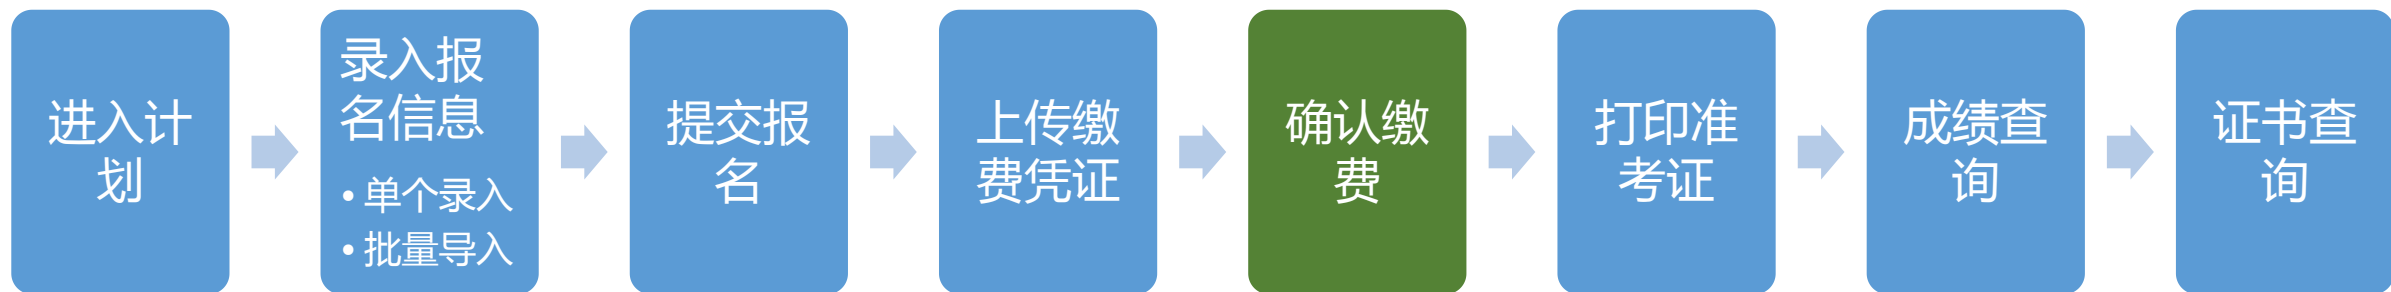 进入计
划
录入报
名信息
• 单个录入
• 批量导入
提交报
名
上传缴
费凭证
确认缴
费
打印准
考证
成绩查
询
证书查
询